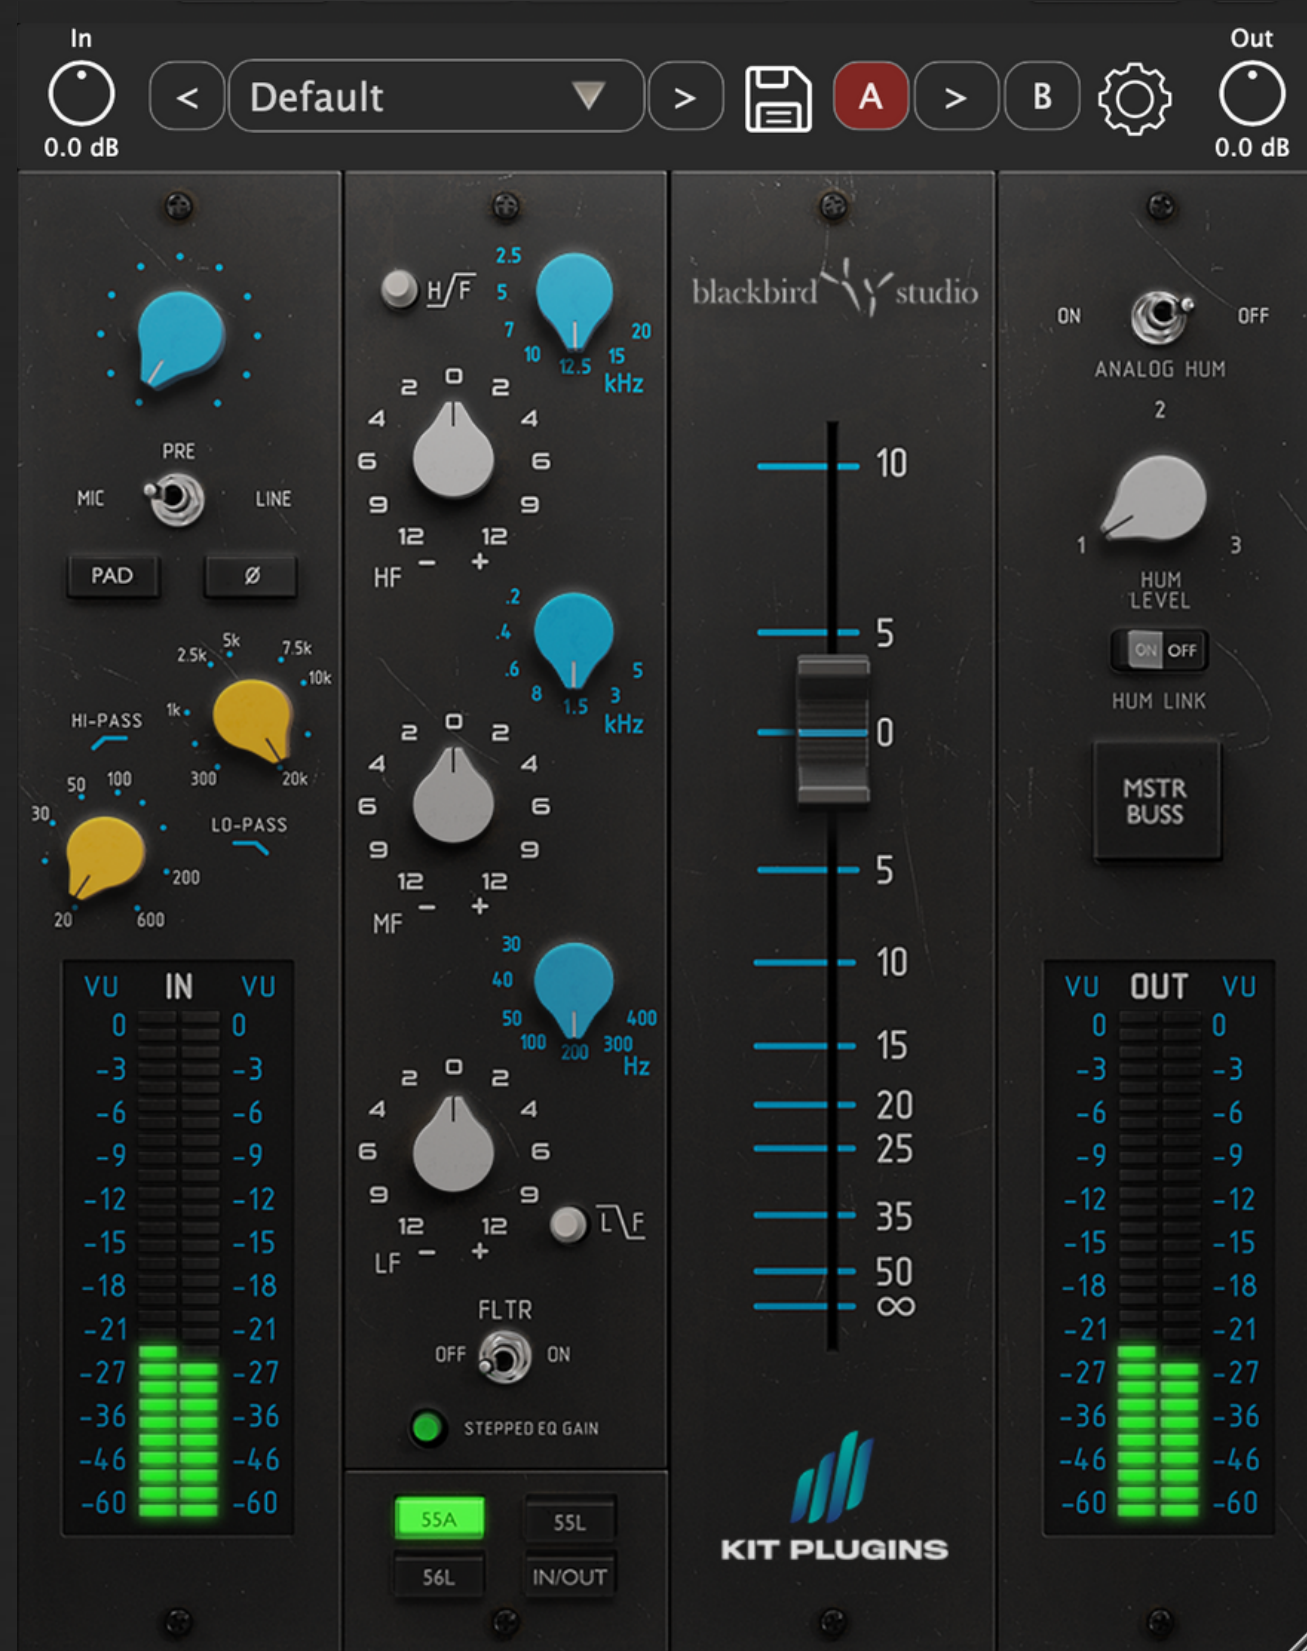 In
Out
<
Default
>
A
>
B
0.0 dB
0.0 dB
PRE
MIC
LINE
PAD
Ø
5k
2.5k
7.5k
10k
1k
300
20k
HI-PASS
LO-PASS
50
100
30
200
20
600
VU IN VU
0 0
-3 -3
-6 -6
-9 -9
-12 -12
-15 -15
-18 -18
-21 -21
-27 -27
-36 -36
-46 -46
-60 -60
HF
2.5
5
7
10
12.5
15
20
kHz
0
2 2
4 4
6 6
9 9
12 12
- +
HF
.2
.4
.6
8
1.5
3
5
kHz
0
2 2
4 4
6 6
9 9
12 12
- +
MF
30
40
50
100
200
300
400
Hz
0
2 2
4 4
6 6
9 9
12 12
- +
LF
LF
FLTR
OFF ON
STEPPED EQ GAIN
55A 55L
56L IN/OUT
blackbird studio
10
5
0
5
10
15
20
25
35
50
∞
KIT PLUGINS
ON OFF
ANALOG HUM
2
1 3
HUM
LEVEL
ON OFF
HUM LINK
MSTR
BUSS
VU OUT VU
0 0
-3 -3
-6 -6
-9 -9
-12 -12
-15 -15
-18 -18
-21 -21
-27 -27
-36 -36
-46 -46
-60 -60